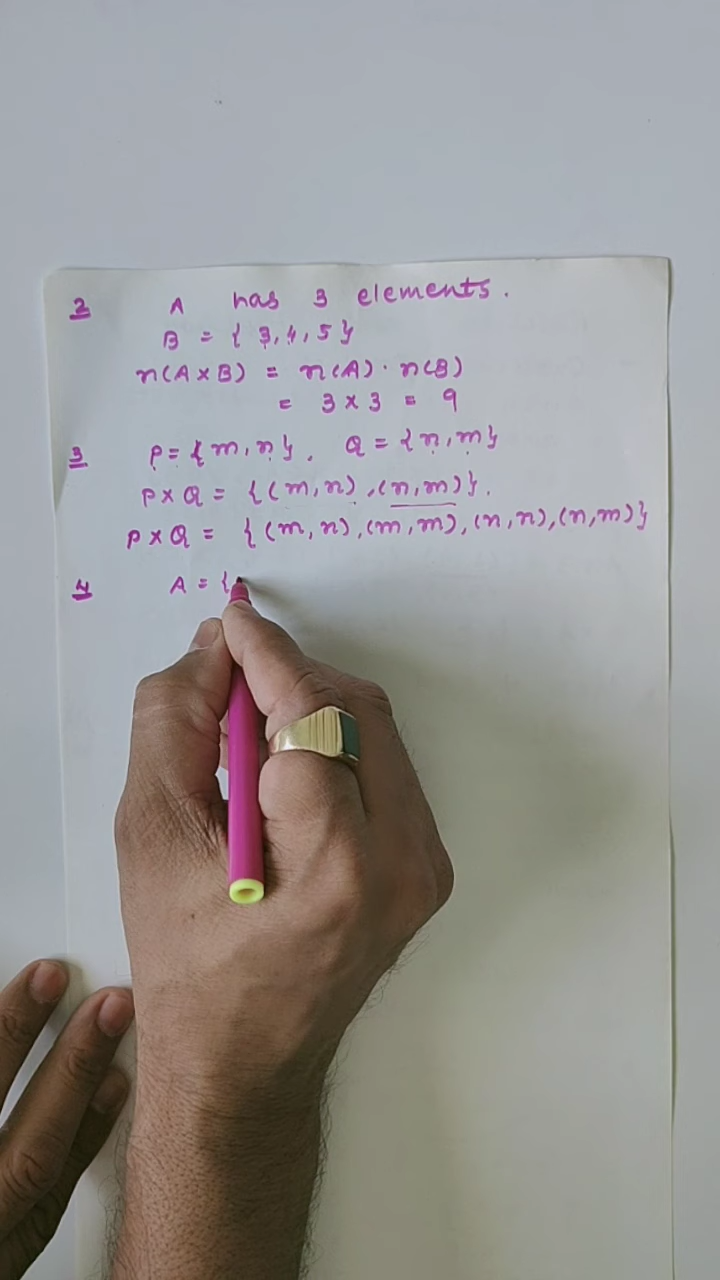 2 A has 3 elements.
B = { 3, 4, 5 }
n(A × B) = n(A) · n(B)
= 3 × 3 = 9
3 P = { m, n }. Q = { n, m }
P × Q = { (m, n), (n, m) }.
P × Q = { (m, n), (m, m), (n, n), (n, m) }
4 A = {